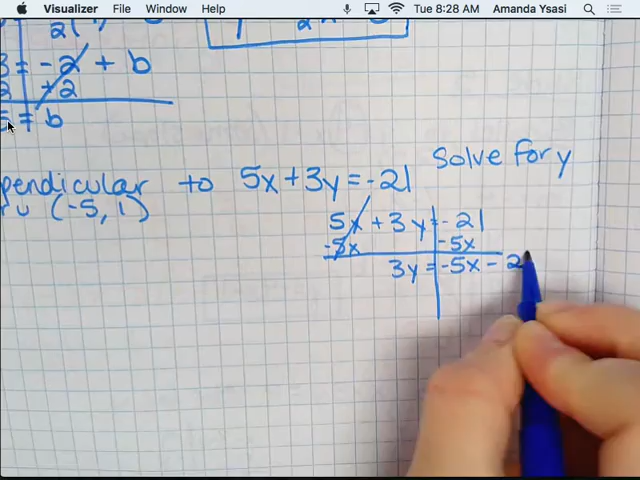 Visualizer File Window Help Tue 8:28 AM Amanda Ysasi
= -2 + b
+2
= b
Solve for y
pendicular to 5x+3y=-21
(-5, 1)
5x + 3y = -21
-5x -5x
3y = -5x - 2